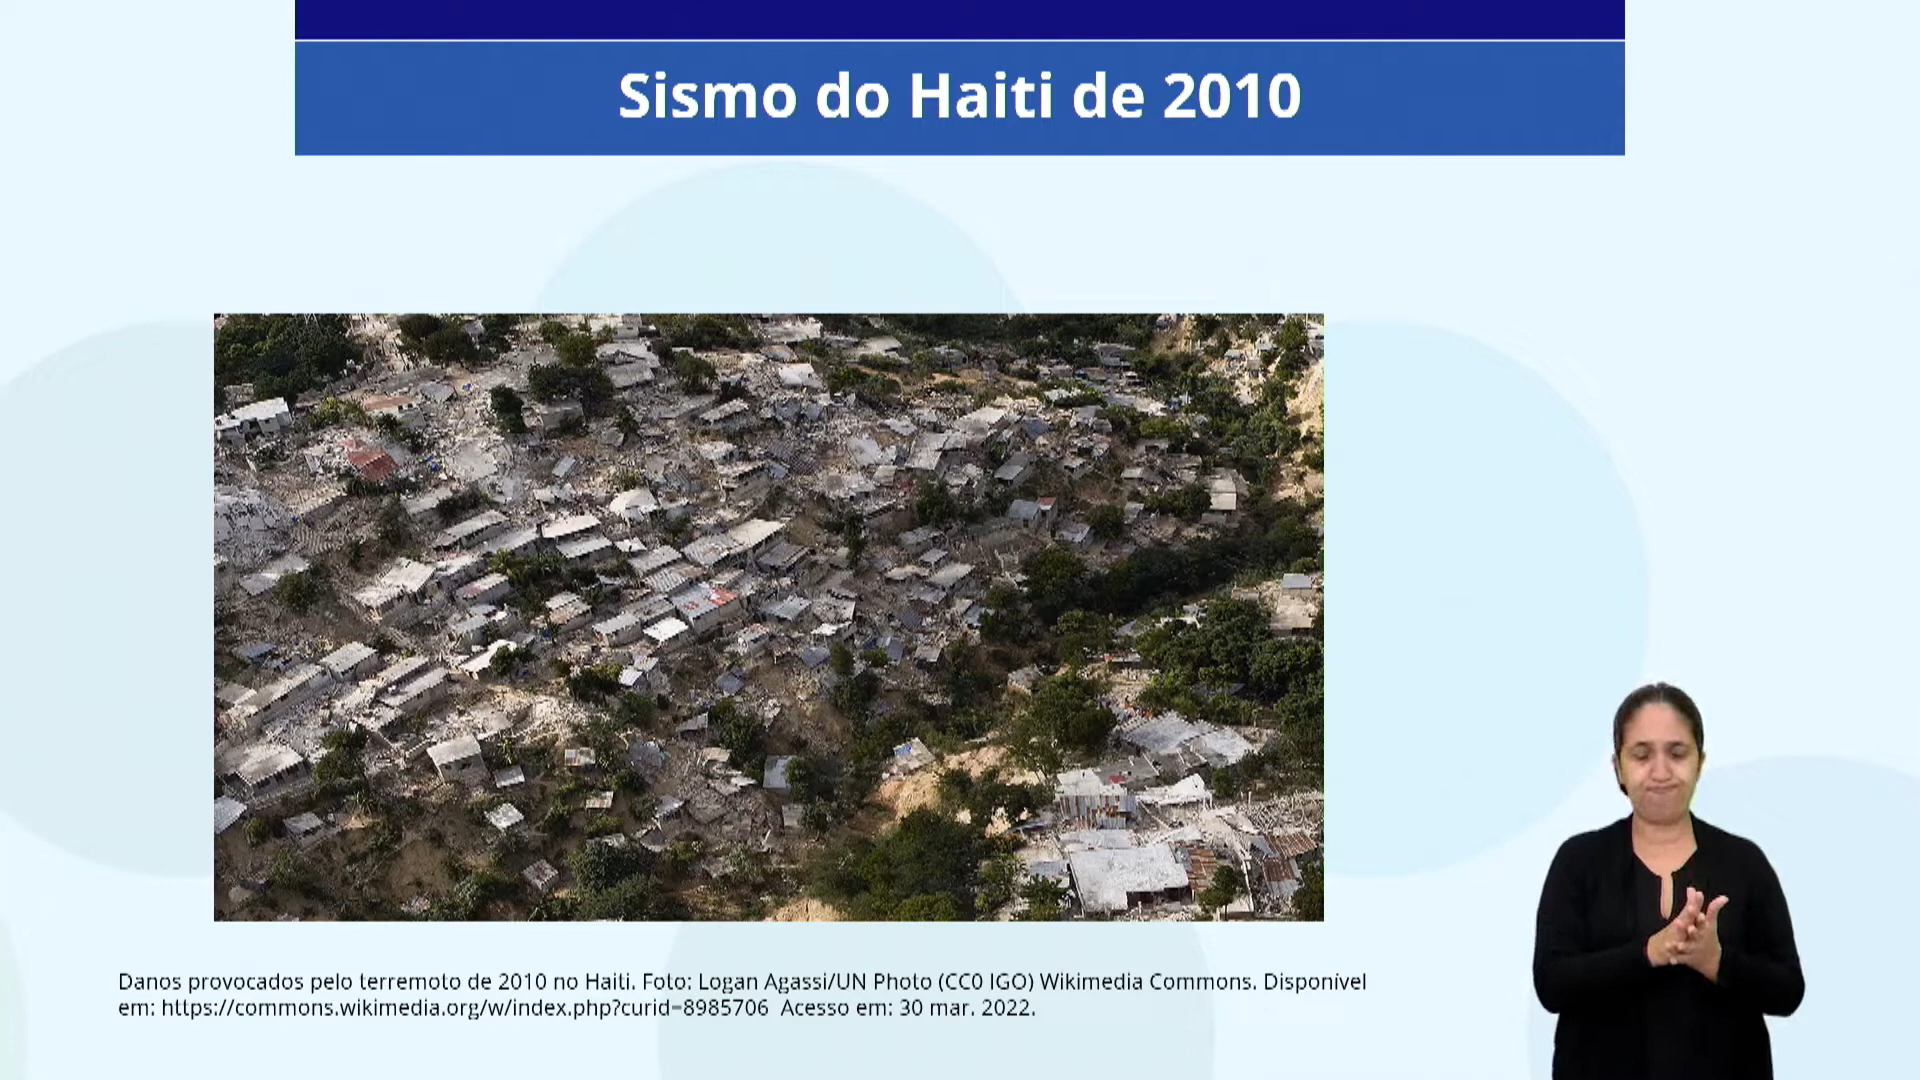 Sismo do Haiti de 2010
Danos provocados pelo terremoto de 2010 no Haiti. Foto: Logan Agassi/UN Photo (CC0 IGO) Wikimedia Commons. Disponível
em: https://commons.wikimedia.org/w/index.php?curid=8985706 Acesso em: 30 mar. 2022.